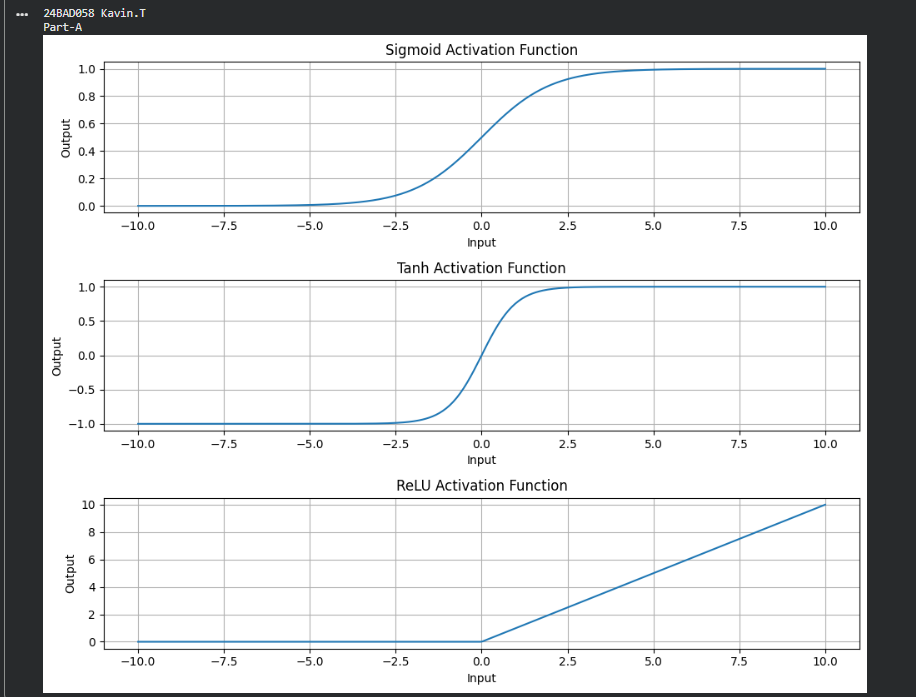 24BAD058 Kavin.T
Part-A
Sigmoid Activation Function
1.0
0.8
0.6
0.4
0.2
0.0
Output
−10.0 −7.5 −5.0 −2.5 0.0 2.5 5.0 7.5 10.0
Input
Tanh Activation Function
1.0
0.5
0.0
−0.5
−1.0
Output
−10.0 −7.5 −5.0 −2.5 0.0 2.5 5.0 7.5 10.0
Input
ReLU Activation Function
10
8
6
4
2
0
Output
−10.0 −7.5 −5.0 −2.5 0.0 2.5 5.0 7.5 10.0
Input